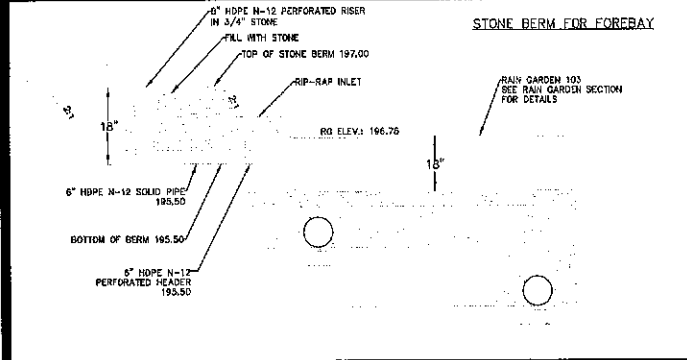 6" HDPE N-12 PERFORATED RISER
IN 3/4" STONE
FILL WITH STONE
TOP OF STONE BERM 197.00
STONE BERM FOR FOREBAY
RIP-RAP INLET
RAIN GARDEN 103
SEE RAIN GARDEN SECTION
FOR DETAILS
18"
RG ELEV.: 196.75
18"
6" HDPE N-12 SOLID PIPE
195.50
BOTTOM OF BERM 195.50
6" HDPE N-12
PERFORATED HEADER
195.50